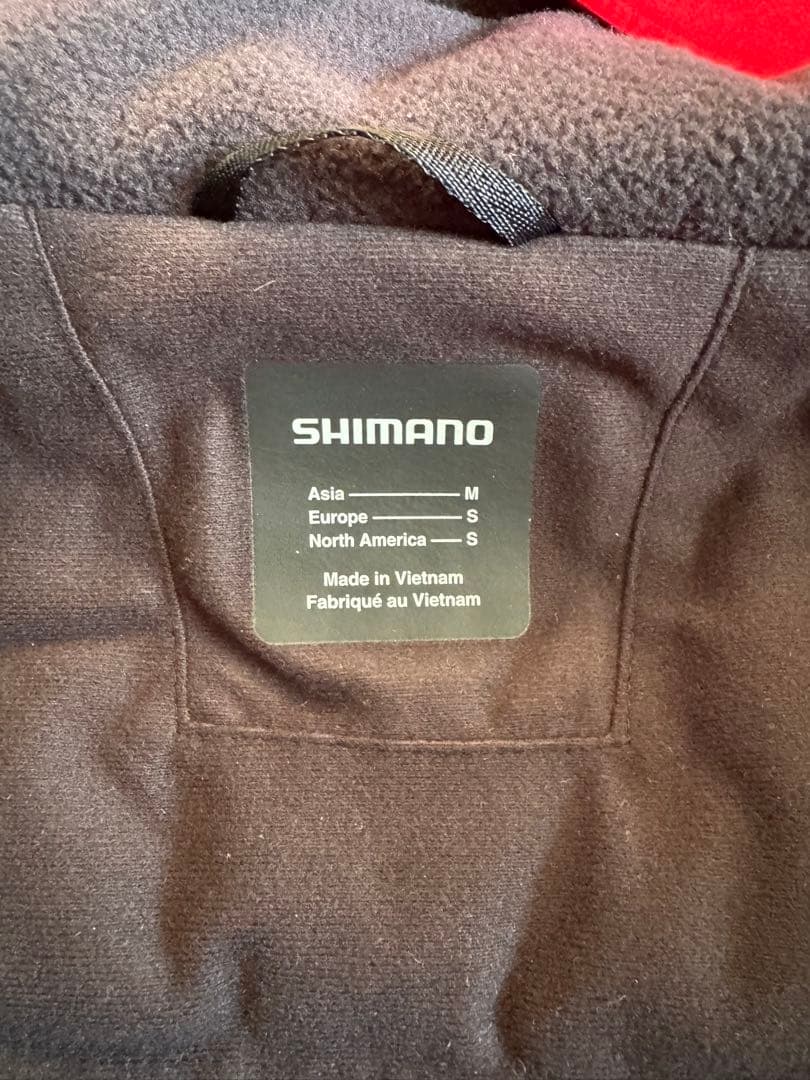 SHIMANO
Asia — M
Europe — S
North America — S
Made in Vietnam
Fabriqué au Vietnam